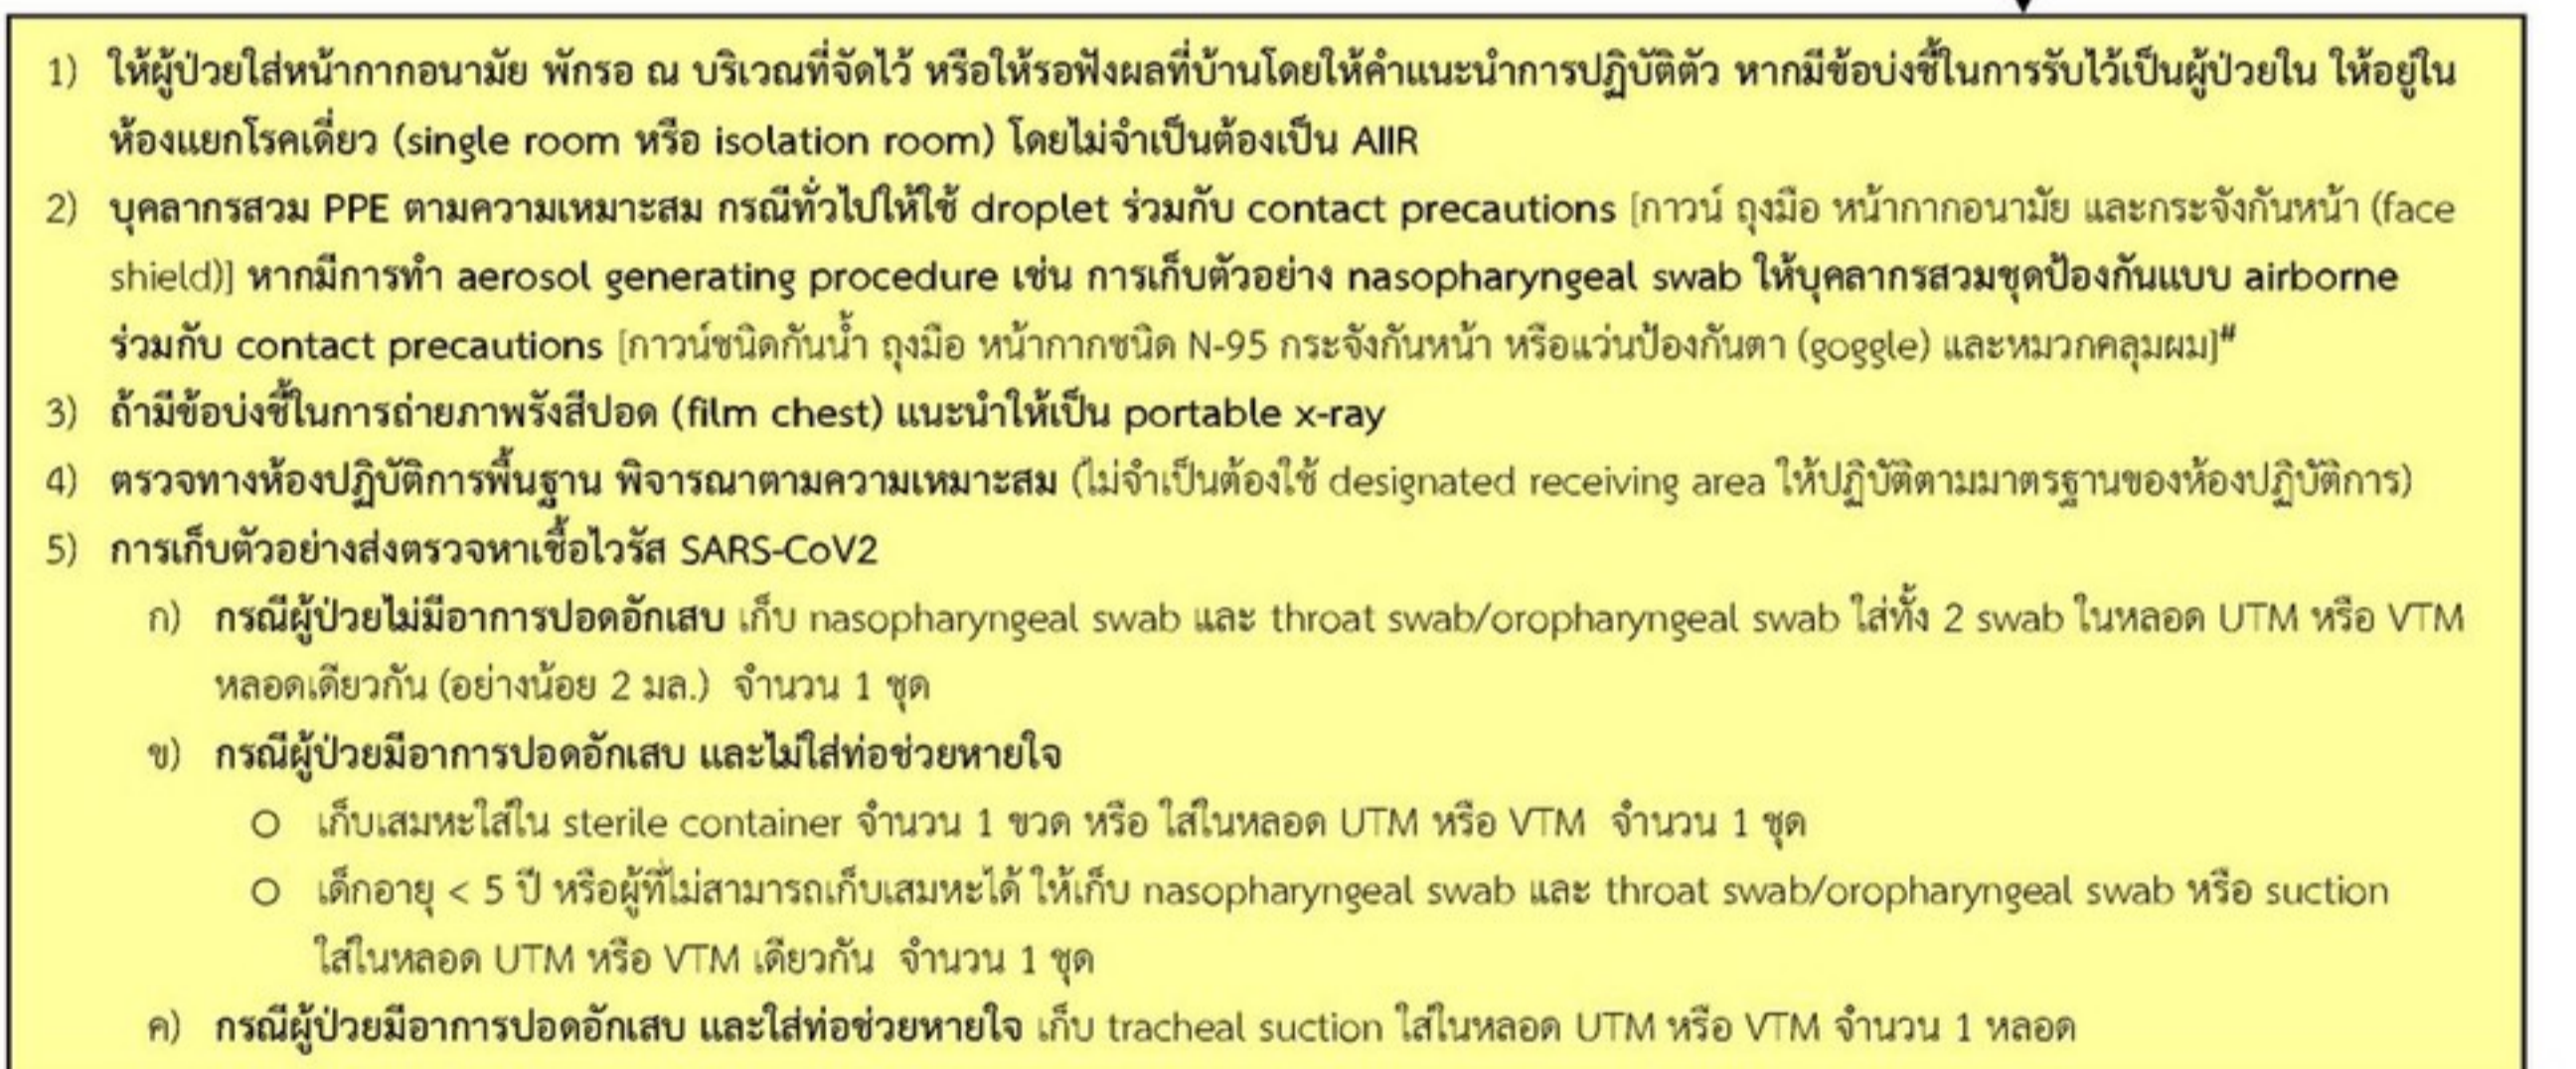 1) ให้ผู้ป่วยใส่หน้ากากอนามัย พักรอ ณ บริเวณที่จัดไว้ หรือให้รอฟังผลที่บ้านโดยให้คำแนะนำการปฏิบัติตัว หากมีข้อบ่งชี้ในการรับไว้เป็นผู้ป่วยใน ให้อยู่ใน
ห้องแยกโรคเดี่ยว (single room หรือ isolation room) โดยไม่จำเป็นต้องเป็น AIIR
2) บุคลากรสวม PPE ตามความเหมาะสม กรณีทั่วไปให้ใช้ droplet ร่วมกับ contact precautions [กาวน์ ถุงมือ หน้ากากอนามัย และกระจังกันหน้า (face
shield)] หากมีการทำ aerosol generating procedure เช่น การเก็บตัวอย่าง nasopharyngeal swab ให้บุคลากรสวมชุดป้องกันแบบ airborne
ร่วมกับ contact precautions [กาวน์ชนิดกันน้ำ ถุงมือ หน้ากากชนิด N-95 กระจังกันหน้า หรือแว่นป้องกันตา (goggle) และหมวกคลุมผม]#
3) ถ้ามีข้อบ่งชี้ในการถ่ายภาพรังสีปอด (film chest) แนะนำให้เป็น portable x-ray
4) ตรวจทางห้องปฏิบัติการพื้นฐาน พิจารณาตามความเหมาะสม (ไม่จำเป็นต้องใช้ designated receiving area ให้ปฏิบัติตามมาตรฐานของห้องปฏิบัติการ)
5) การเก็บตัวอย่างส่งตรวจหาเชื้อไวรัส SARS-CoV2
ก) กรณีผู้ป่วยไม่มีอาการปอดอักเสบ เก็บ nasopharyngeal swab และ throat swab/oropharyngeal swab ใส่ทั้ง 2 swab ในหลอด UTM หรือ VTM
หลอดเดียวกัน (อย่างน้อย 2 มล.) จำนวน 1 ชุด
ข) กรณีผู้ป่วยมีอาการปอดอักเสบ และไม่ใส่ท่อช่วยหายใจ
○ เก็บเสมหะใส่ใน sterile container จำนวน 1 ขวด หรือ ใส่ในหลอด UTM หรือ VTM จำนวน 1 ชุด
○ เด็กอายุ < 5 ปี หรือผู้ที่ไม่สามารถเก็บเสมหะได้ ให้เก็บ nasopharyngeal swab และ throat swab/oropharyngeal swab หรือ suction
ใส่ในหลอด UTM หรือ VTM เดียวกัน จำนวน 1 ชุด
ค) กรณีผู้ป่วยมีอาการปอดอักเสบ และใส่ท่อช่วยหายใจ เก็บ tracheal suction ใส่ในหลอด UTM หรือ VTM จำนวน 1 หลอด